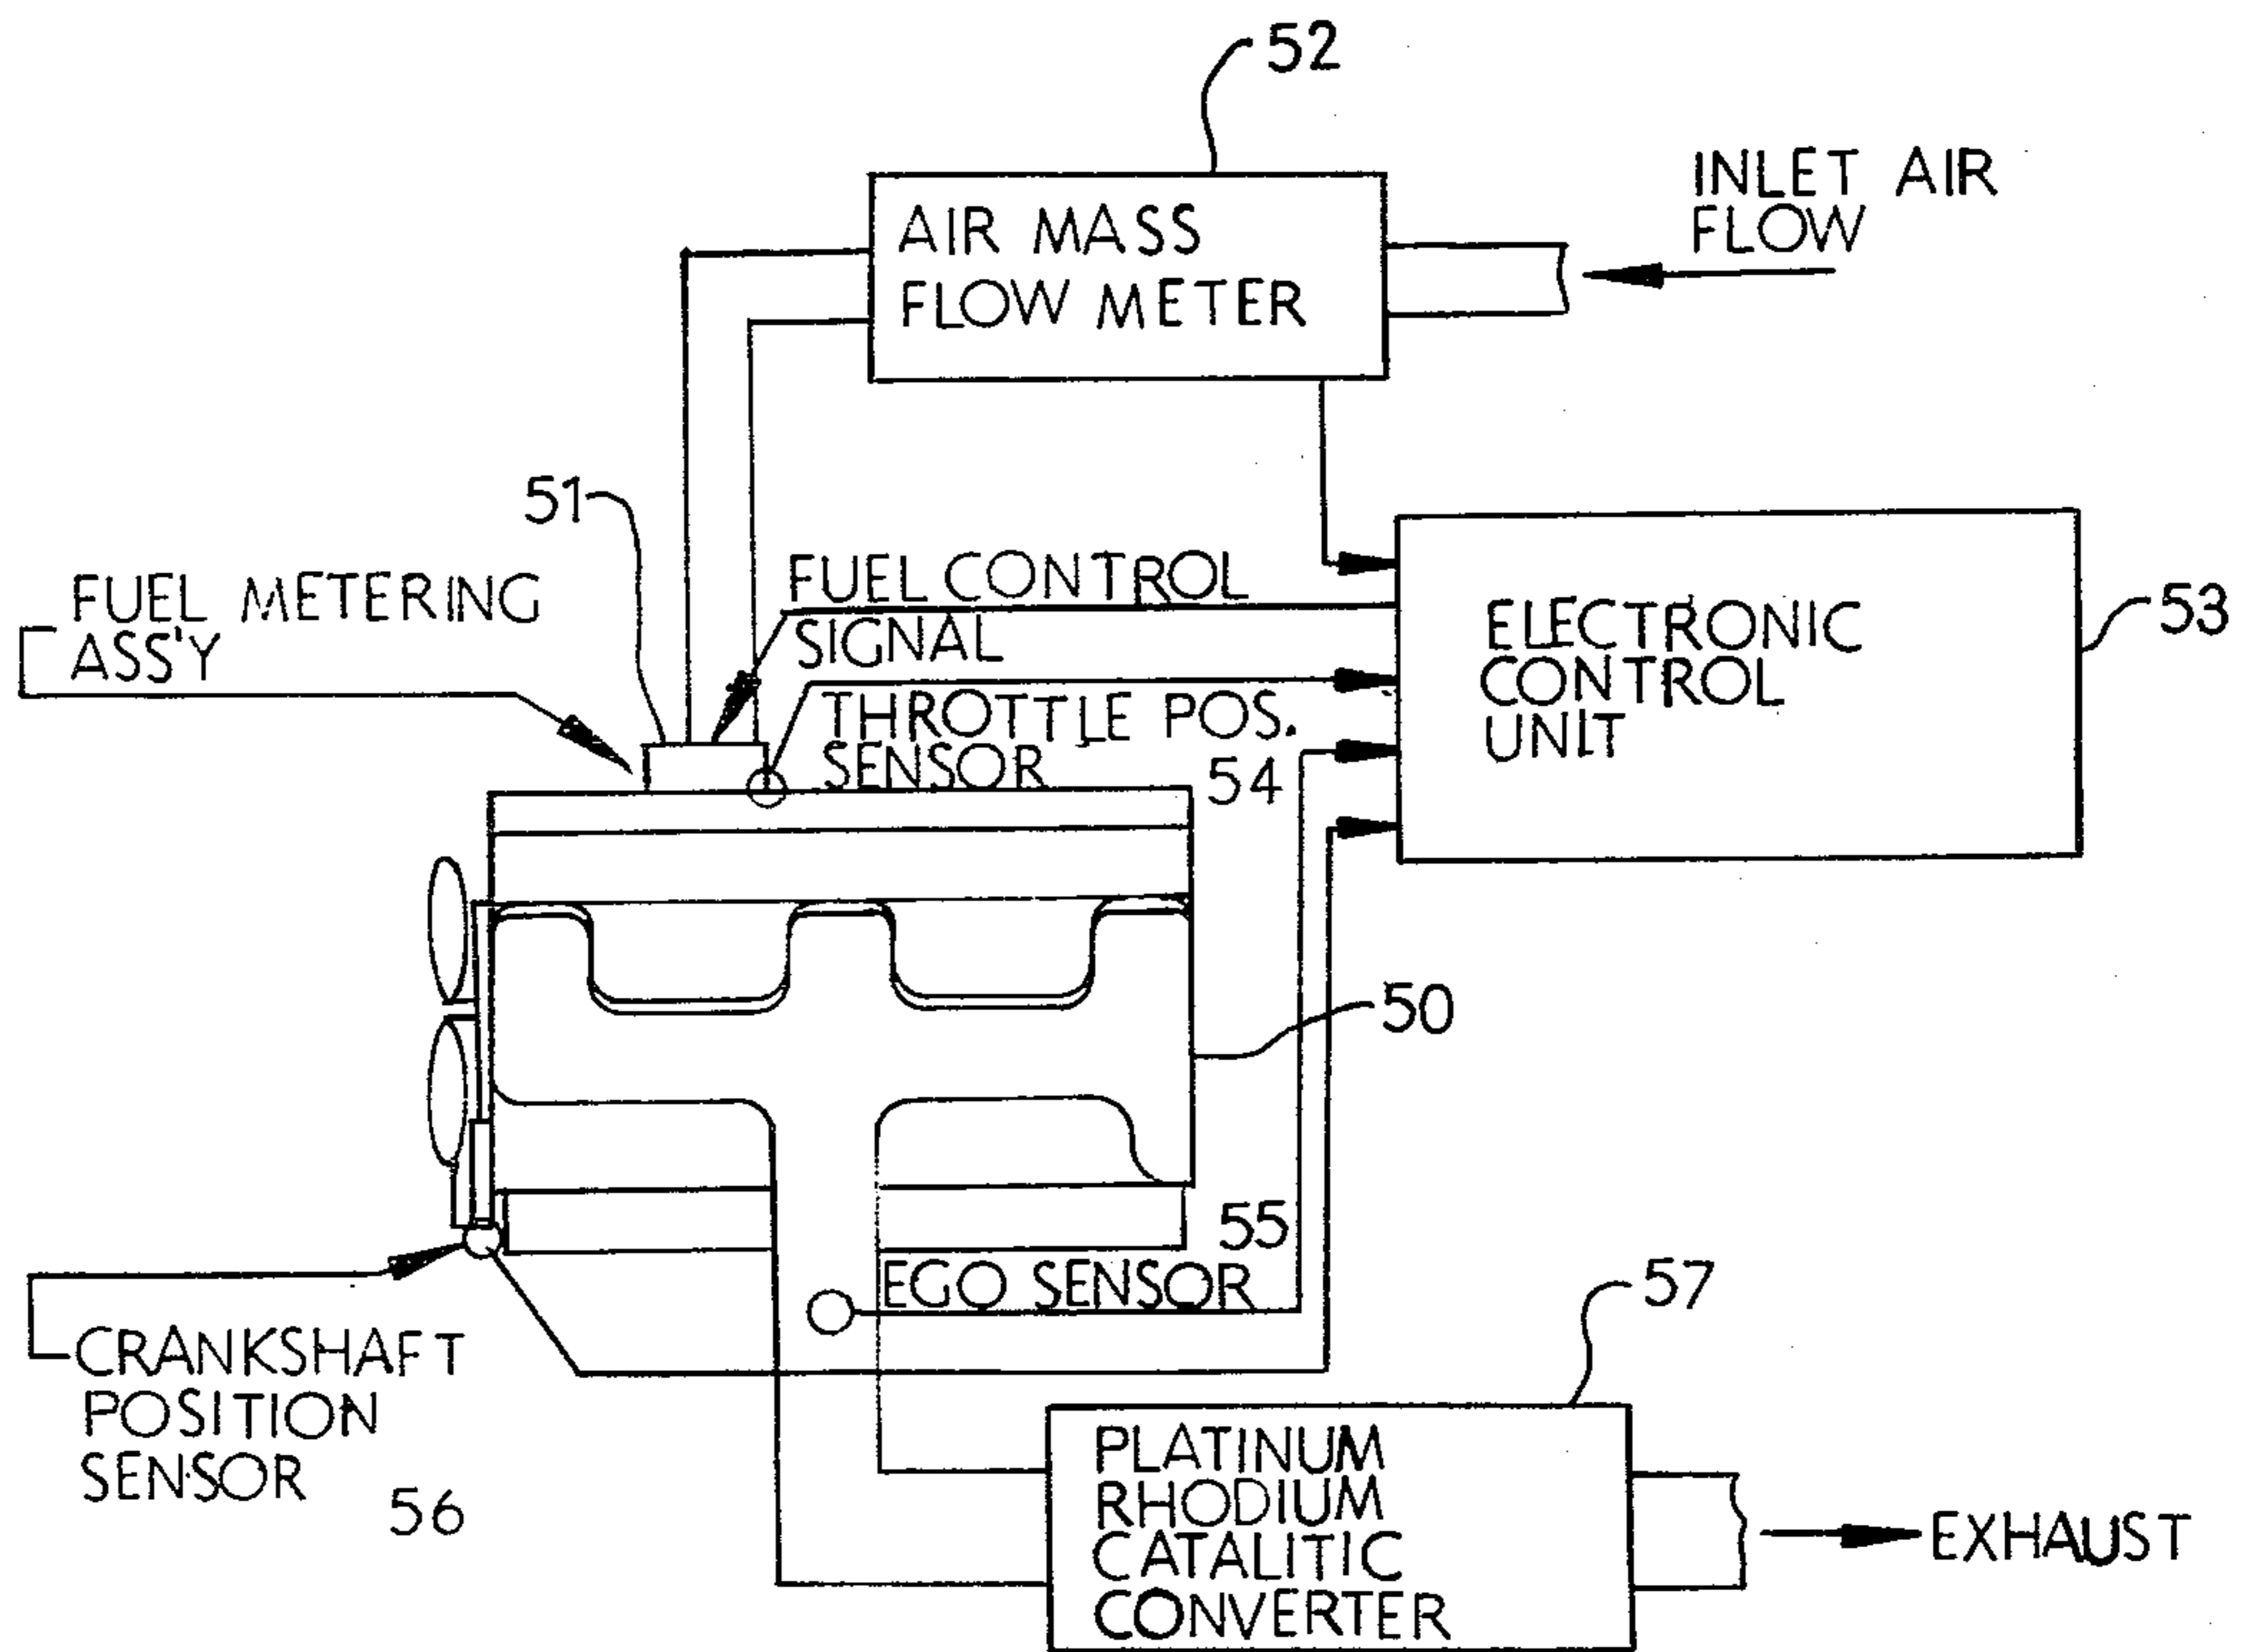 52
INLET AIR
FLOW
AIR MASS
FLOW METER
51
FUEL METERING
ASS'Y
FUEL CONTROL
SIGNAL
THROTTLE POS.
SENSOR
54
ELECTRONIC
CONTROL
UNIT
53
50
55
EGO SENSOR
CRANKSHAFT
POSITION
SENSOR
56
57
PLATINUM
RHODIUM
CATALITIC
CONVERTER
EXHAUST